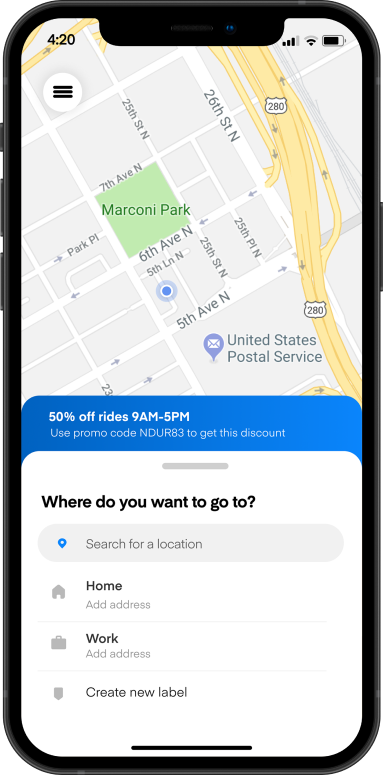 4:20
280
26th St N
25th St N
7th Ave N
Marconi Park
Park Pl
6th Ave N
25th St N
25th Pl N
5th Ln N
5th Ave N
280
United States
Postal Service
23
50% off rides 9AM-5PM
Use promo code NDUR83 to get this discount
Where do you want to go to?
Search for a location
Home
Add address
Work
Add address
Create new label